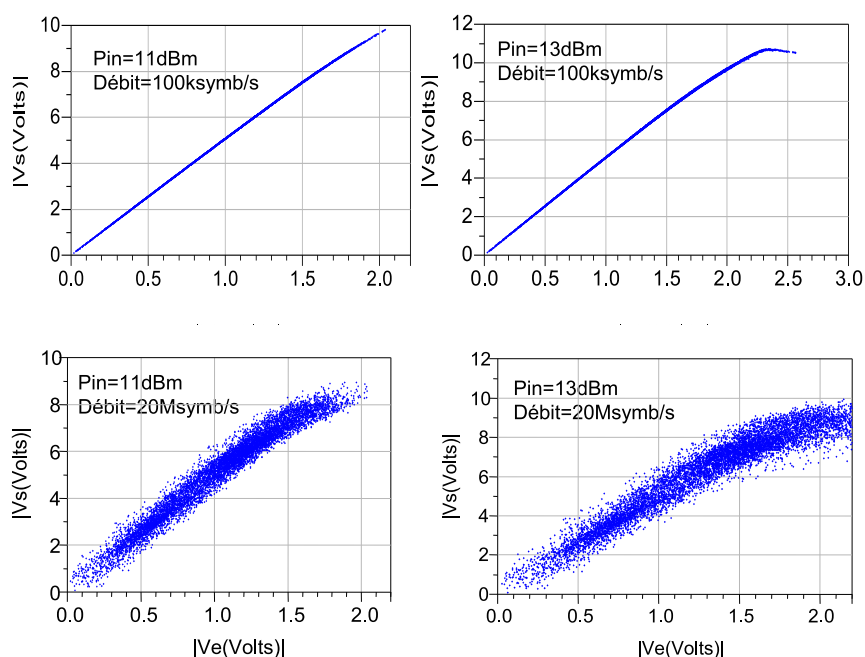 10
8
6
4
2
0
|Vs(Volts)|
Pin=11dBm
Débit=100ksymb/s
0.0 0.5 1.0 1.5 2.0
12
10
8
6
4
2
0
|Vs(Volts)|
Pin=13dBm
Débit=100ksymb/s
0.0 0.5 1.0 1.5 2.0 2.5 3.0
10
8
6
4
2
0
|Vs(Volts)|
Pin=11dBm
Débit=20Msymb/s
0.0 0.5 1.0 1.5 2.0
|Ve(Volts)|
12
10
8
6
4
2
0
|Vs(Volts)|
Pin=13dBm
Débit=20Msymb/s
0.0 0.5 1.0 1.5 2.0
|Ve(Volts)|